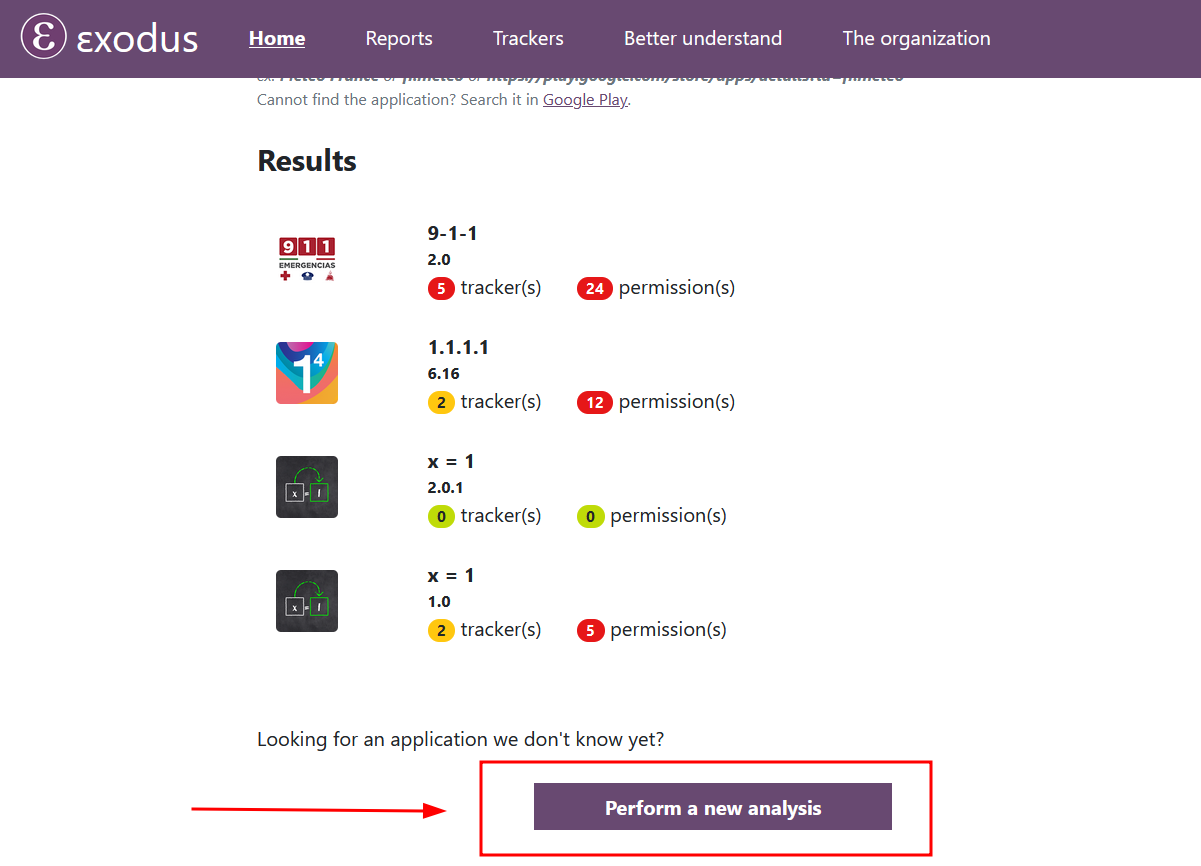 εxodus Home Reports Trackers Better understand The organization
Cannot find the application? Search it in Google Play.
Results
911
EMERGENCIAS
9-1-1
2.0
5 tracker(s) 24 permission(s)
1 4
1.1.1.1
6.16
2 tracker(s) 12 permission(s)
x = 1
x = 1
2.0.1
0 tracker(s) 0 permission(s)
x = 1
x = 1
1.0
2 tracker(s) 5 permission(s)
Looking for an application we don't know yet?
Perform a new analysis